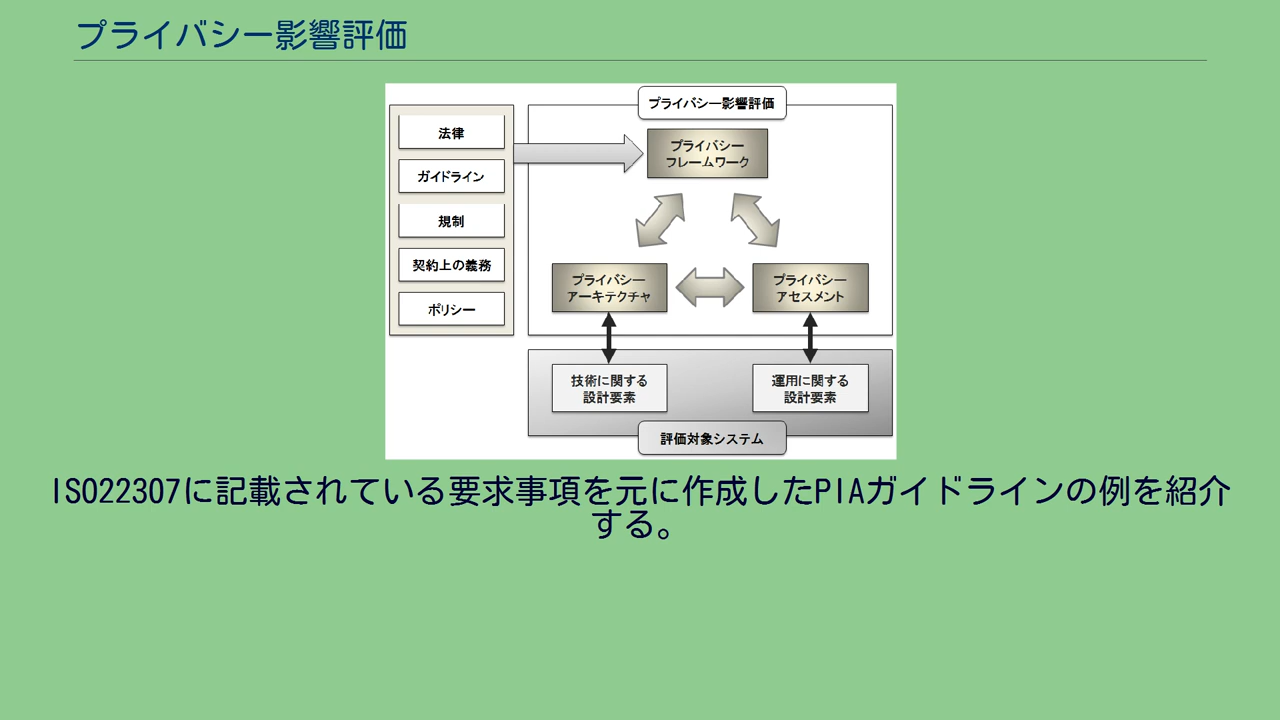 プライバシー影響評価
プライバシー影響評価
法律
ガイドライン
規制
契約上の義務
ポリシー
プライバシー
フレームワーク
プライバシー
アーキテクチャ
プライバシー
アセスメント
技術に関する
設計要素
運用に関する
設計要素
評価対象システム
ISO22307に記載されている要求事項を元に作成したPIAガイドラインの例を紹介
する。